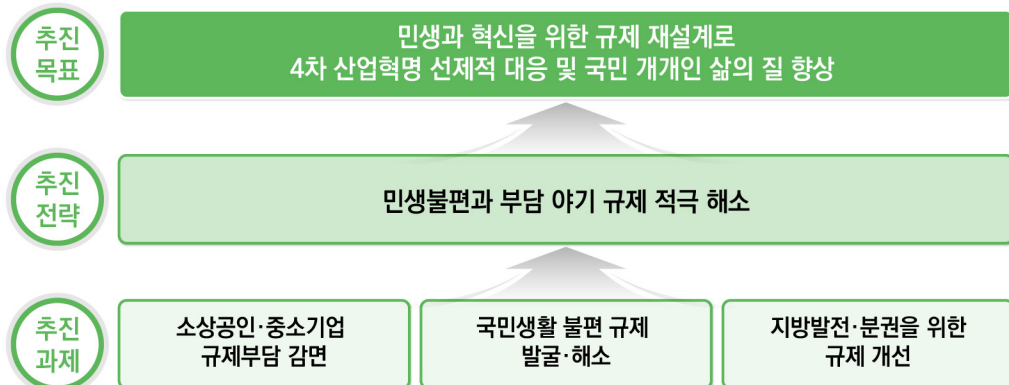 추진
목표
민생과 혁신을 위한 규제 재설계로
4차 산업혁명 선제적 대응 및 국민 개개인 삶의 질 향상
추진
전략
민생불편과 부담 야기 규제 적극 해소
추진
과제
소상공인·중소기업
규제부담 감면
국민생활 불편 규제
발굴·해소
지방발전·분권을 위한
규제 개선